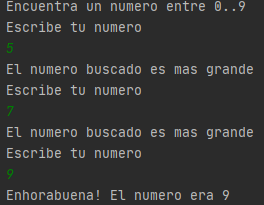 Encuentra un numero entre 0..9
Escribe tu numero
5
El numero buscado es mas grande
Escribe tu numero
7
El numero buscado es mas grande
Escribe tu numero
9
Enhorabuena! El numero era 9